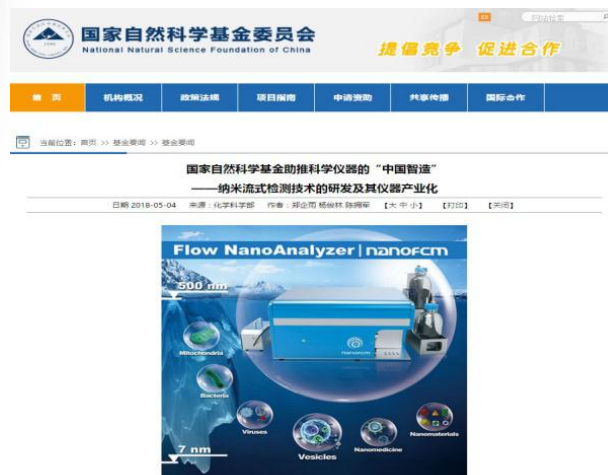 国家自然科学基金委员会
National Natural Science Foundation of China
提倡竞争 促进合作
首 页 机构概况 政策法规 项目指南 申请资助 共享传播 国际合作
当前位置：首页 >> 基金要闻 >> 基金要闻
国家自然科学基金助推科学仪器的“中国智造”
——纳米流式检测技术的研发及其仪器产业化
日期 2018-05-04 来源：化学科学部 作者：郑企雨 杨俊林 陈拥军 【大 中 小】 【打印】 【关闭】
Flow NanoAnalyzer | nanoFCM
500 nm
Mitochondria
Bacteria
Viruses
Vesicles
Nanomedicine
Nanomaterials
7 nm